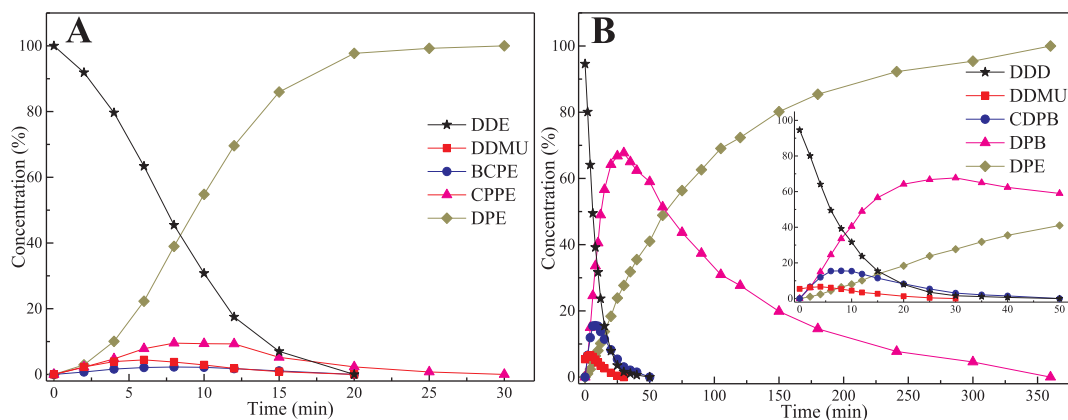 A
100
80
60
40
20
0
Concentration (%)
DDE
DDMU
BCPE
CPPE
DPE
0 5 10 15 20 25 30
Time (min)
B
100
80
60
40
20
0
Concentration (%)
DDD
DDMU
CDPB
DPB
DPE
100
80
60
40
20
0
0 10 20 30 40 50
0 50 100 150 200 250 300 350
Time (min)